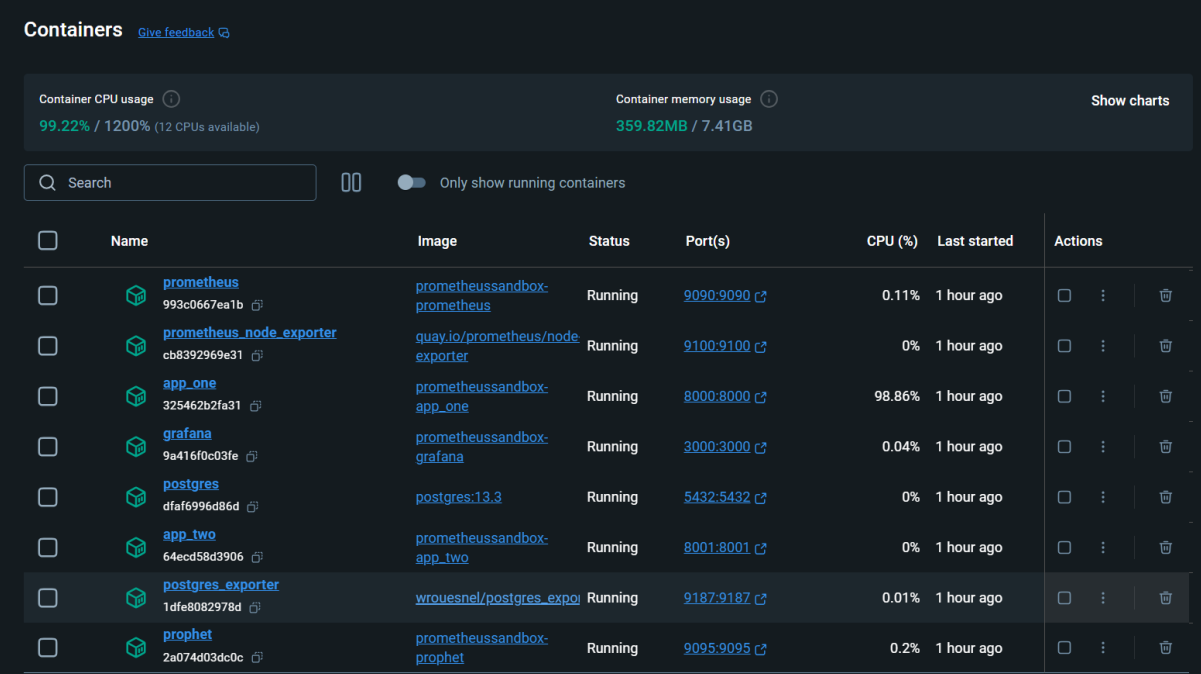 Containers Give feedback
Container CPU usage
99.22% / 1200% (12 CPUs available)
Container memory usage
359.82MB / 7.41GB
Show charts
Search
Only show running containers
Name Image Status Port(s) CPU (%) Last started Actions
prometheus
993c0667ea1b
prometheussandbox-
prometheus
Running 9090:9090 0.11% 1 hour ago
prometheus_node_exporter
cb8392969e31
quay.io/prometheus/node-
exporter
Running 9100:9100 0% 1 hour ago
app_one
325462b2fa31
prometheussandbox-
app_one
Running 8000:8000 98.86% 1 hour ago
grafana
9a416f0c03fe
prometheussandbox-
grafana
Running 3000:3000 0.04% 1 hour ago
postgres
dfaf6996d86d
postgres:13.3
Running 5432:5432 0% 1 hour ago
app_two
64ecd58d3906
prometheussandbox-
app_two
Running 8001:8001 0% 1 hour ago
postgres_exporter
1dfe8082978d
wrouesnel/postgres_expo
Running 9187:9187 0.01% 1 hour ago
prophet
2a074d03dc0c
prometheussandbox-
prophet
Running 9095:9095 0.2% 1 hour ago